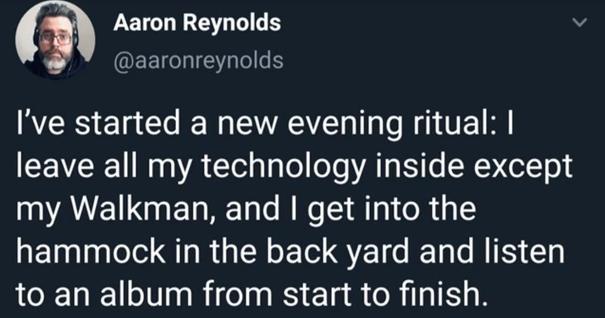 Aaron Reynolds
@aaronreynolds
I've started a new evening ritual: I
leave all my technology inside except
my Walkman, and I get into the
hammock in the back yard and listen
to an album from start to finish.